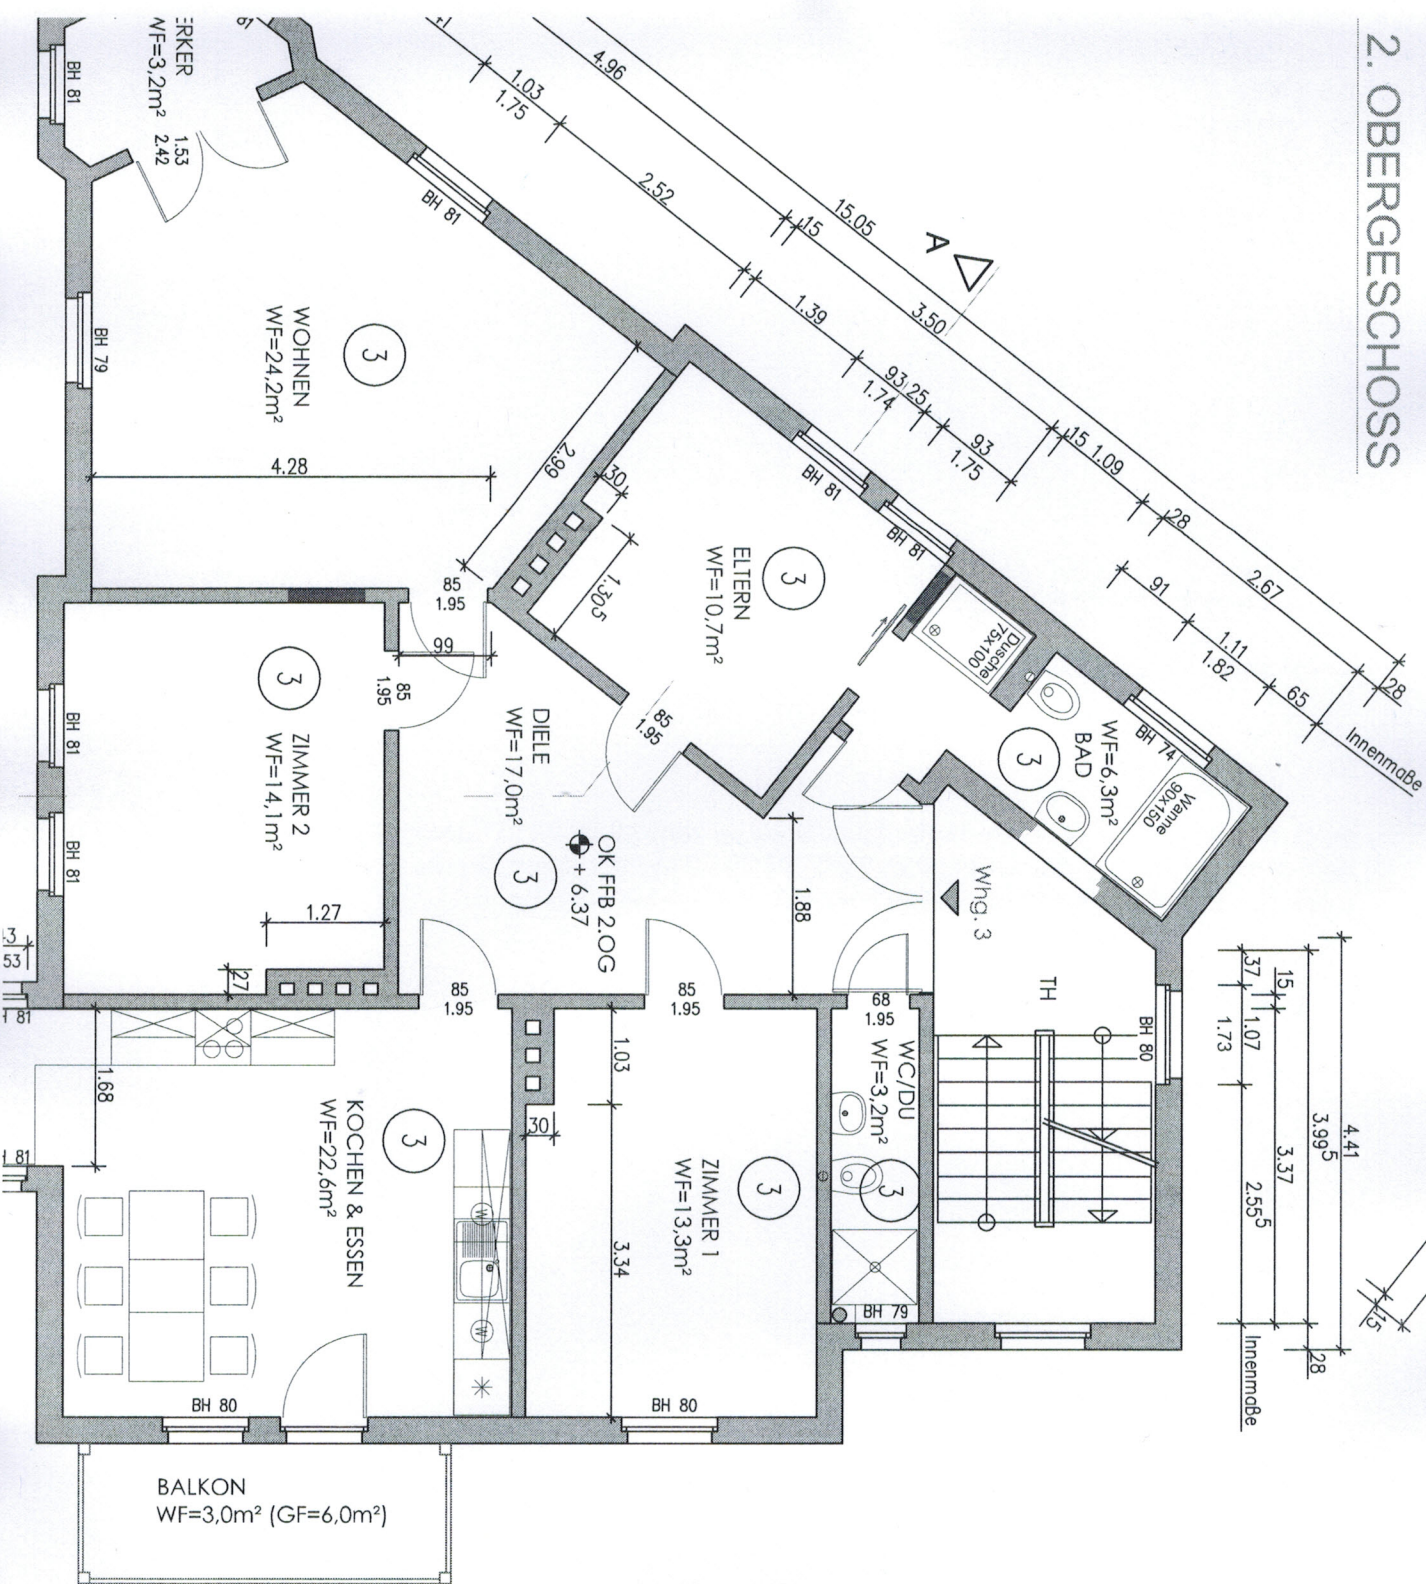 2. OBERGESCHOSS
ERKER
WF=3,2m²
1.53
2.42
BH 81
BH 81
BH 79
WOHNEN
WF=24,2m²
3
4.28
2.99
30
1.30⁵
85
1.95
99
85
1.95
ELTERN
WF=10,7m²
3
BH 81
BH 81
85
1.95
Dusche
75x100
BAD
WF=6,3m²
3
BH 74
Wanne
90x150
ZIMMER 2
WF=14,1m²
3
BH 81
BH 81
1.27
27
DIELE
WF=17,0m²
3
OK FFB 2.OG
+ 6.37
1.88
Whg. 3
TH
BH 80
85
1.95
85
1.95
68
1.95
WC/DU
WF=3,2m²
3
BH 79
KOCHEN & ESSEN
WF=22,6m²
3
1.68
W
W
BH 80
ZIMMER 1
WF=13,3m²
3
1.03
30
3.34
BH 80
BALKON
WF=3,0m² (GF=6,0m²)
4.96
15.05
15
3.50
15
1.09
28
2.67
28
1.03
1.75
2.52
1.39
93
1.74
25
93
1.75
91
1.11
1.82
65
Innenmaße
A
37
15
1.07
1.73
3.37
2.55⁵
3.99⁵
4.41
28
Innenmaße
15
53
81
81